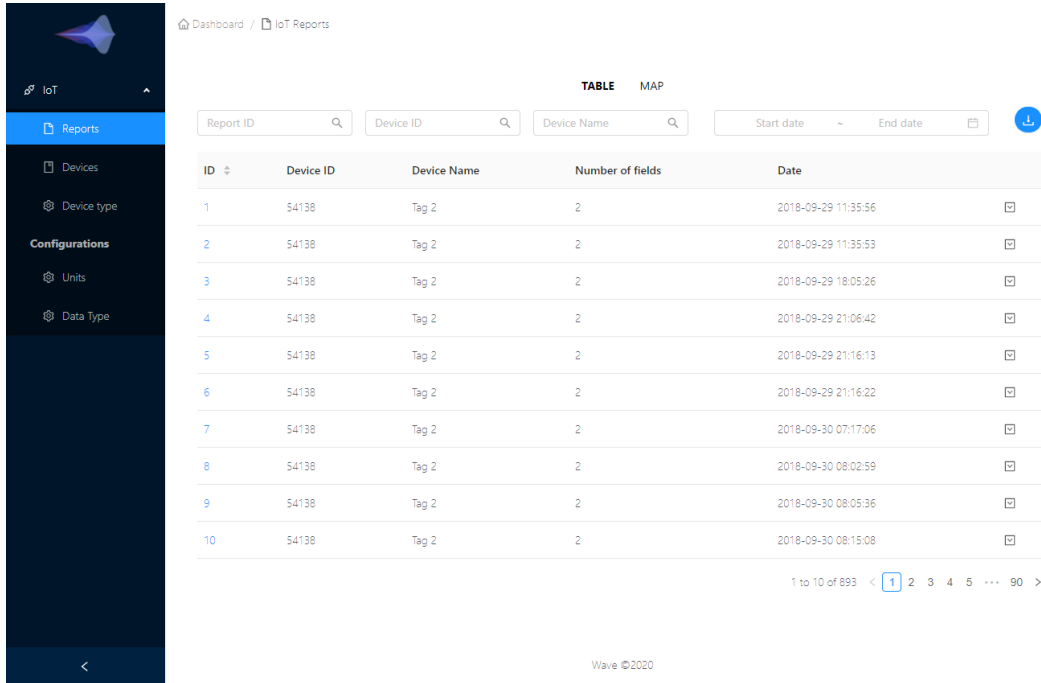 Dashboard / IoT Reports
IoT
Reports
Devices
Device type
Configurations
Units
Data Type
TABLE MAP
Report ID Device ID Device Name Start date ~ End date
ID Device ID Device Name Number of fields Date
1 54138 Tag 2 2 2018-09-29 11:35:56
2 54138 Tag 2 2 2018-09-29 11:35:53
3 54138 Tag 2 2 2018-09-29 18:05:26
4 54138 Tag 2 2 2018-09-29 21:06:42
5 54138 Tag 2 2 2018-09-29 21:16:13
6 54138 Tag 2 2 2018-09-29 21:16:22
7 54138 Tag 2 2 2018-09-30 07:17:06
8 54138 Tag 2 2 2018-09-30 08:02:59
9 54138 Tag 2 2 2018-09-30 08:05:36
10 54138 Tag 2 2 2018-09-30 08:15:08
1 to 10 of 893 < 1 2 3 4 5 ••• 90 >
Wave ©2020